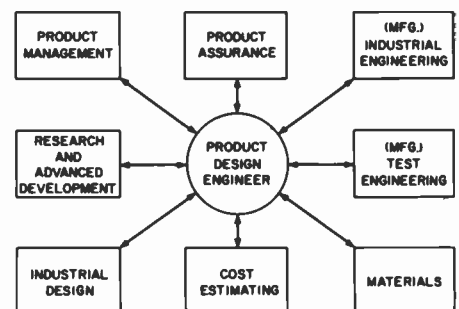 PRODUCT
MANAGEMENT
PRODUCT
ASSURANCE
(MFG.)
INDUSTRIAL
ENGINEERING
RESEARCH
AND
ADVANCED
DEVELOPMENT
PRODUCT
DESIGN
ENGINEER
(MFG.)
TEST
ENGINEERING
INDUSTRIAL
DESIGN
COST
ESTIMATING
MATERIALS